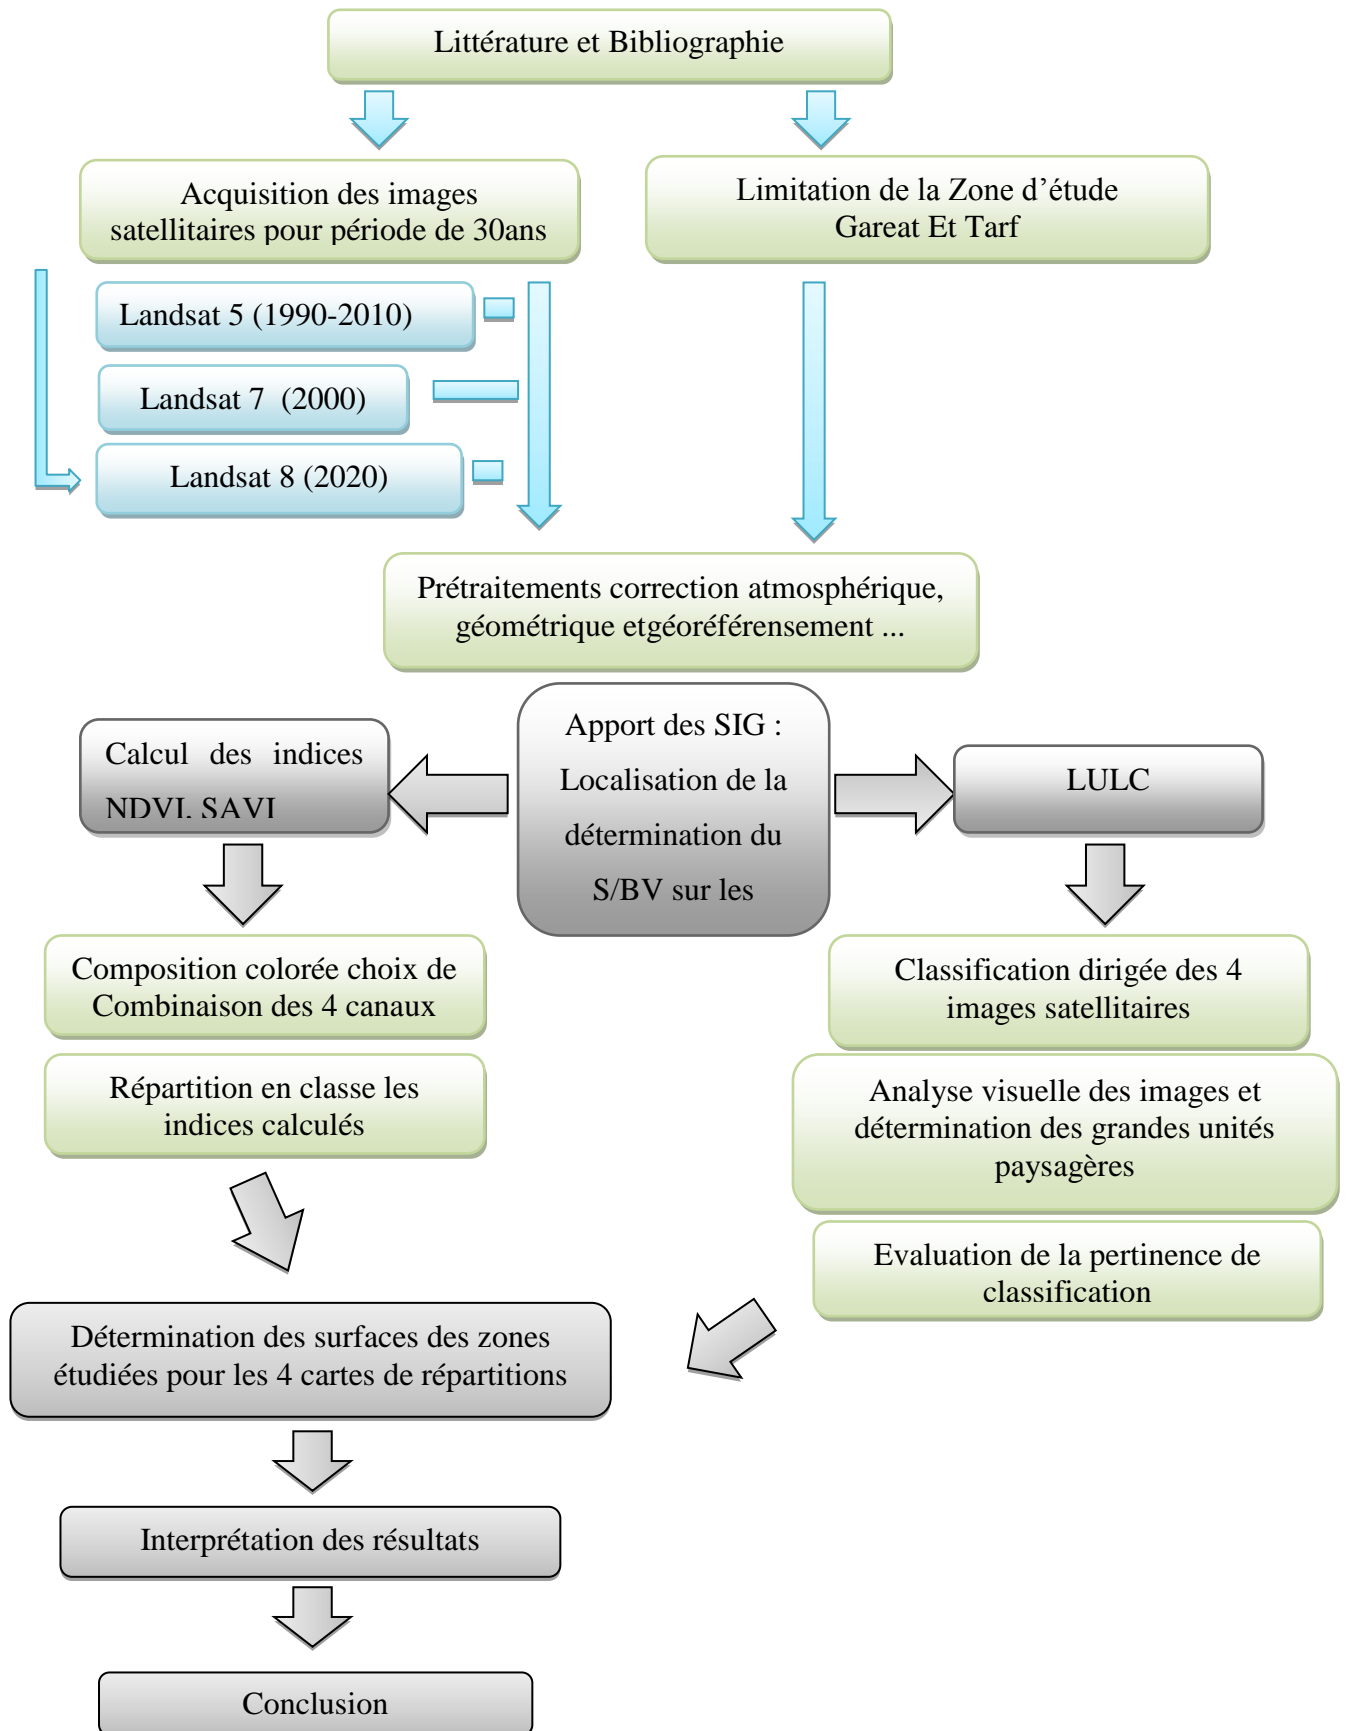 Littérature et Bibliographie
Acquisition des images
satellitaires pour période de 30ans
Limitation de la Zone d’étude
Gareat Et Tarf
Landsat 5 (1990-2010)
Landsat 7 (2000)
Landsat 8 (2020)
Prétraitements correction atmosphérique,
géométrique etgéoréférensement ...
Calcul des indices
NDVI, SAVI
Apport des SIG :
Localisation de la
détermination du
S/BV sur les
LULC
Composition colorée choix de
Combinaison des 4 canaux
Répartition en classe les
indices calculés
Classification dirigée des 4
images satellitaires
Analyse visuelle des images et
détermination des grandes unités
paysagères
Evaluation de la pertinence de
classification
Détermination des surfaces des zones
étudiées pour les 4 cartes de répartitions
Interprétation des résultats
Conclusion